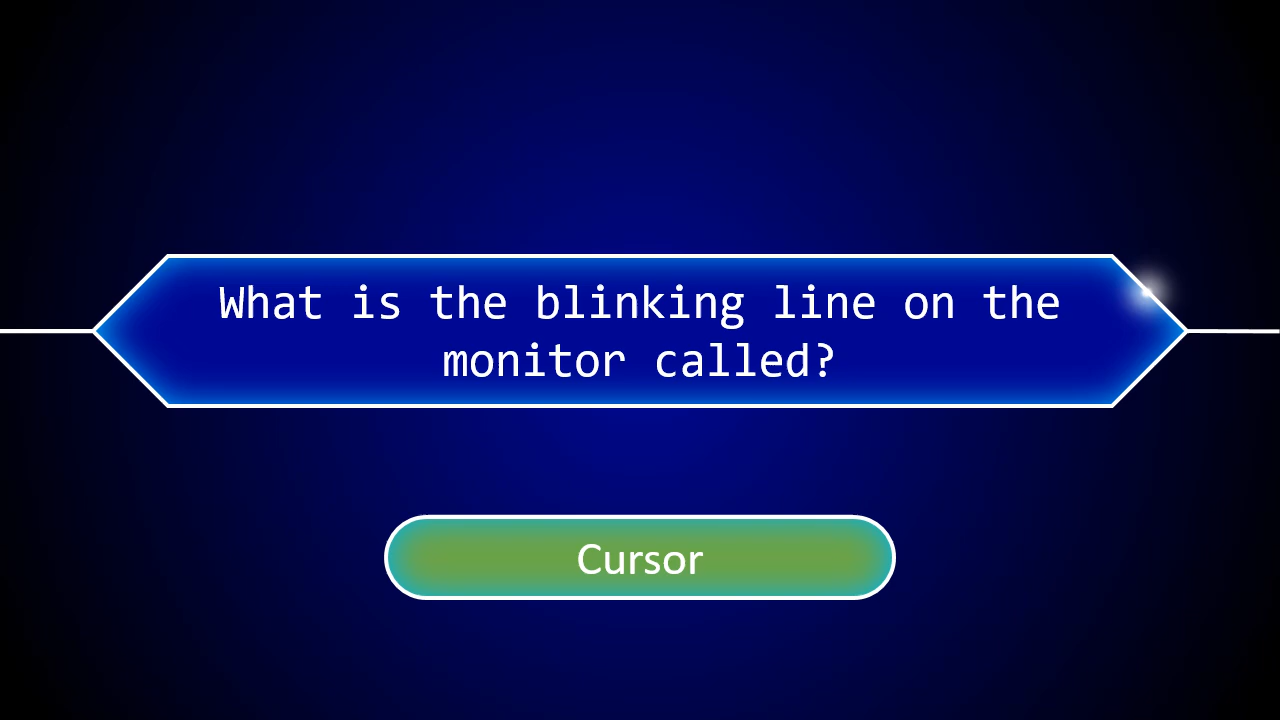 What is the blinking line on the
monitor called?
Cursor